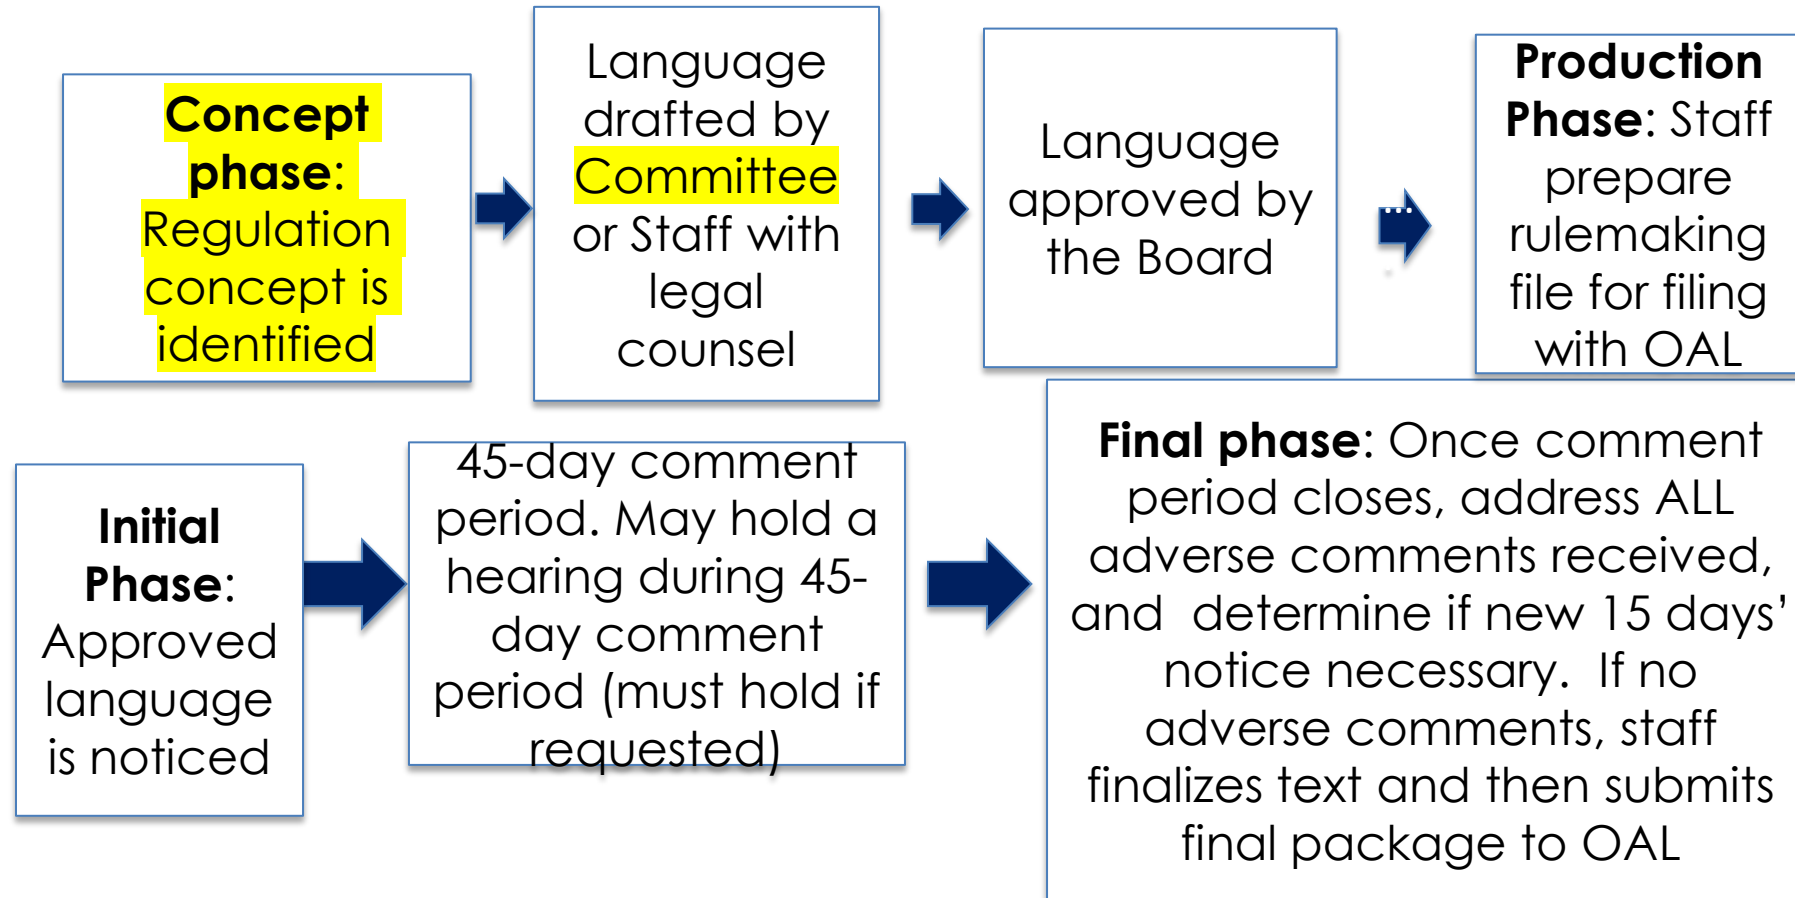 Concept
phase:
Regulation
concept is
identified
Language
drafted by
Committee
or Staff with
legal
counsel
Language
approved by
the Board
...
Production
Phase: Staff
prepare
rulemaking
file for filing
with OAL
Initial
Phase:
Approved
language
is noticed
45-day comment
period. May hold a
hearing during 45-
day comment
period (must hold if
requested)
Final phase: Once comment
period closes, address ALL
adverse comments received,
and  determine if new 15 days’
notice necessary.  If no
adverse comments, staff
finalizes text and then submits
final package to OAL